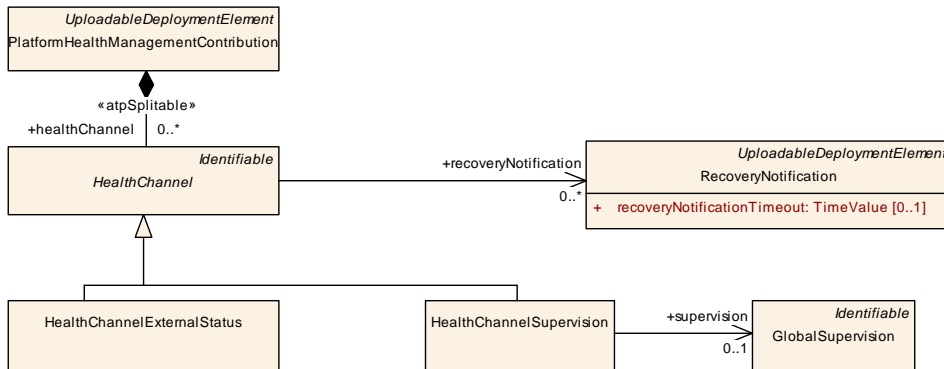 UploadableDeploymentElement
PlatformHealthManagementContribution
«atpSplitable»
+healthChannel 0..*
Identifiable
HealthChannel
+recoveryNotification
0..*
UploadableDeploymentElement
RecoveryNotification
+ recoveryNotificationTimeout: TimeValue [0..1]
HealthChannelExternalStatus
HealthChannelSupervision
+supervision
0..1
Identifiable
GlobalSupervision